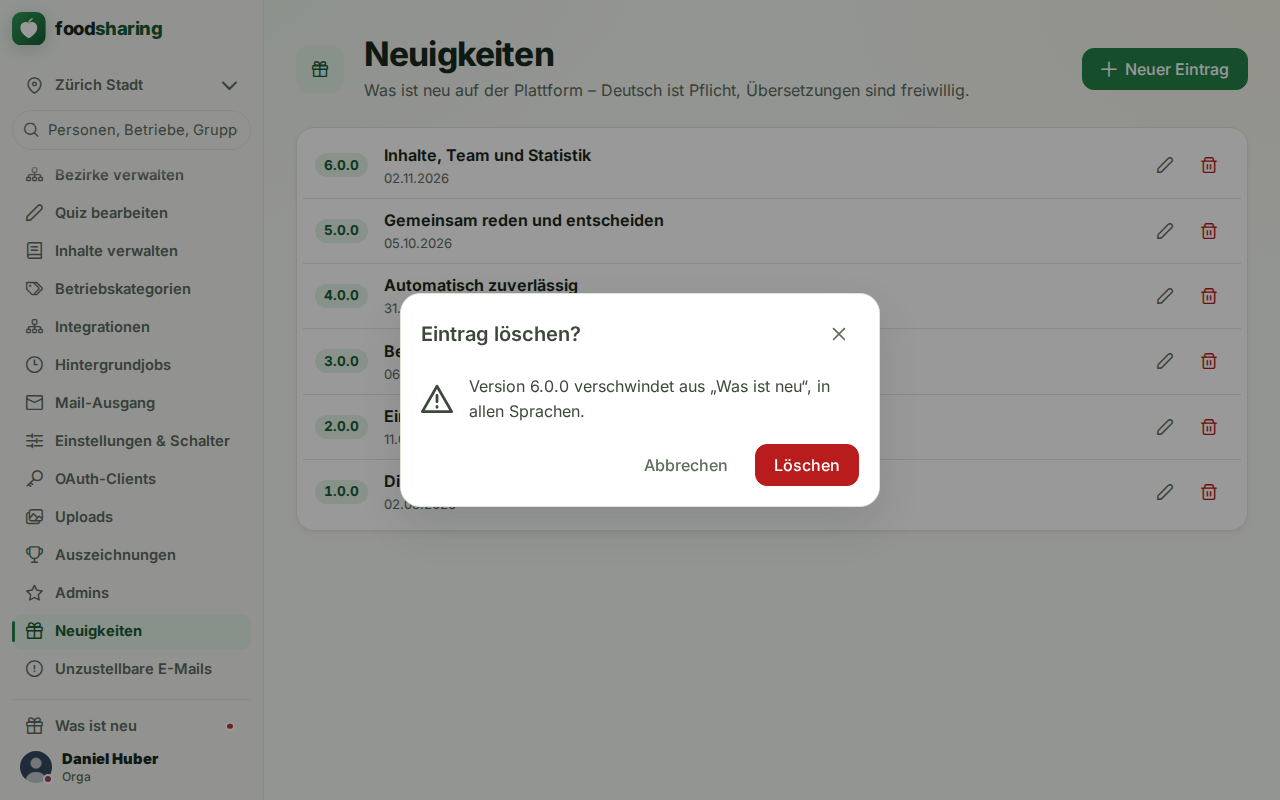 foodsharing
Zürich Stadt
Personen, Betriebe, Grupp
Bezirke verwalten
Quiz bearbeiten
Inhalte verwalten
Betriebskategorien
Integrationen
Hintergrundjobs
Mail-Ausgang
Einstellungen & Schalter
OAuth-Clients
Uploads
Auszeichnungen
Admins
Neuigkeiten
Unzustellbare E-Mails
Was ist neu
Daniel Huber
Orga
Neuigkeiten
Was ist neu auf der Plattform – Deutsch ist Pflicht, Übersetzungen sind freiwillig.
Neuer Eintrag
6.0.0 Inhalte, Team und Statistik
02.11.2026
5.0.0 Gemeinsam reden und entscheiden
05.10.2026
4.0.0 Automatisch zuverlässig
31.
3.0.0
06
2.0.0
11.
1.0.0
Eintrag löschen?
Version 6.0.0 verschwindet aus „Was ist neu“, in
allen Sprachen.
Abbrechen
Löschen